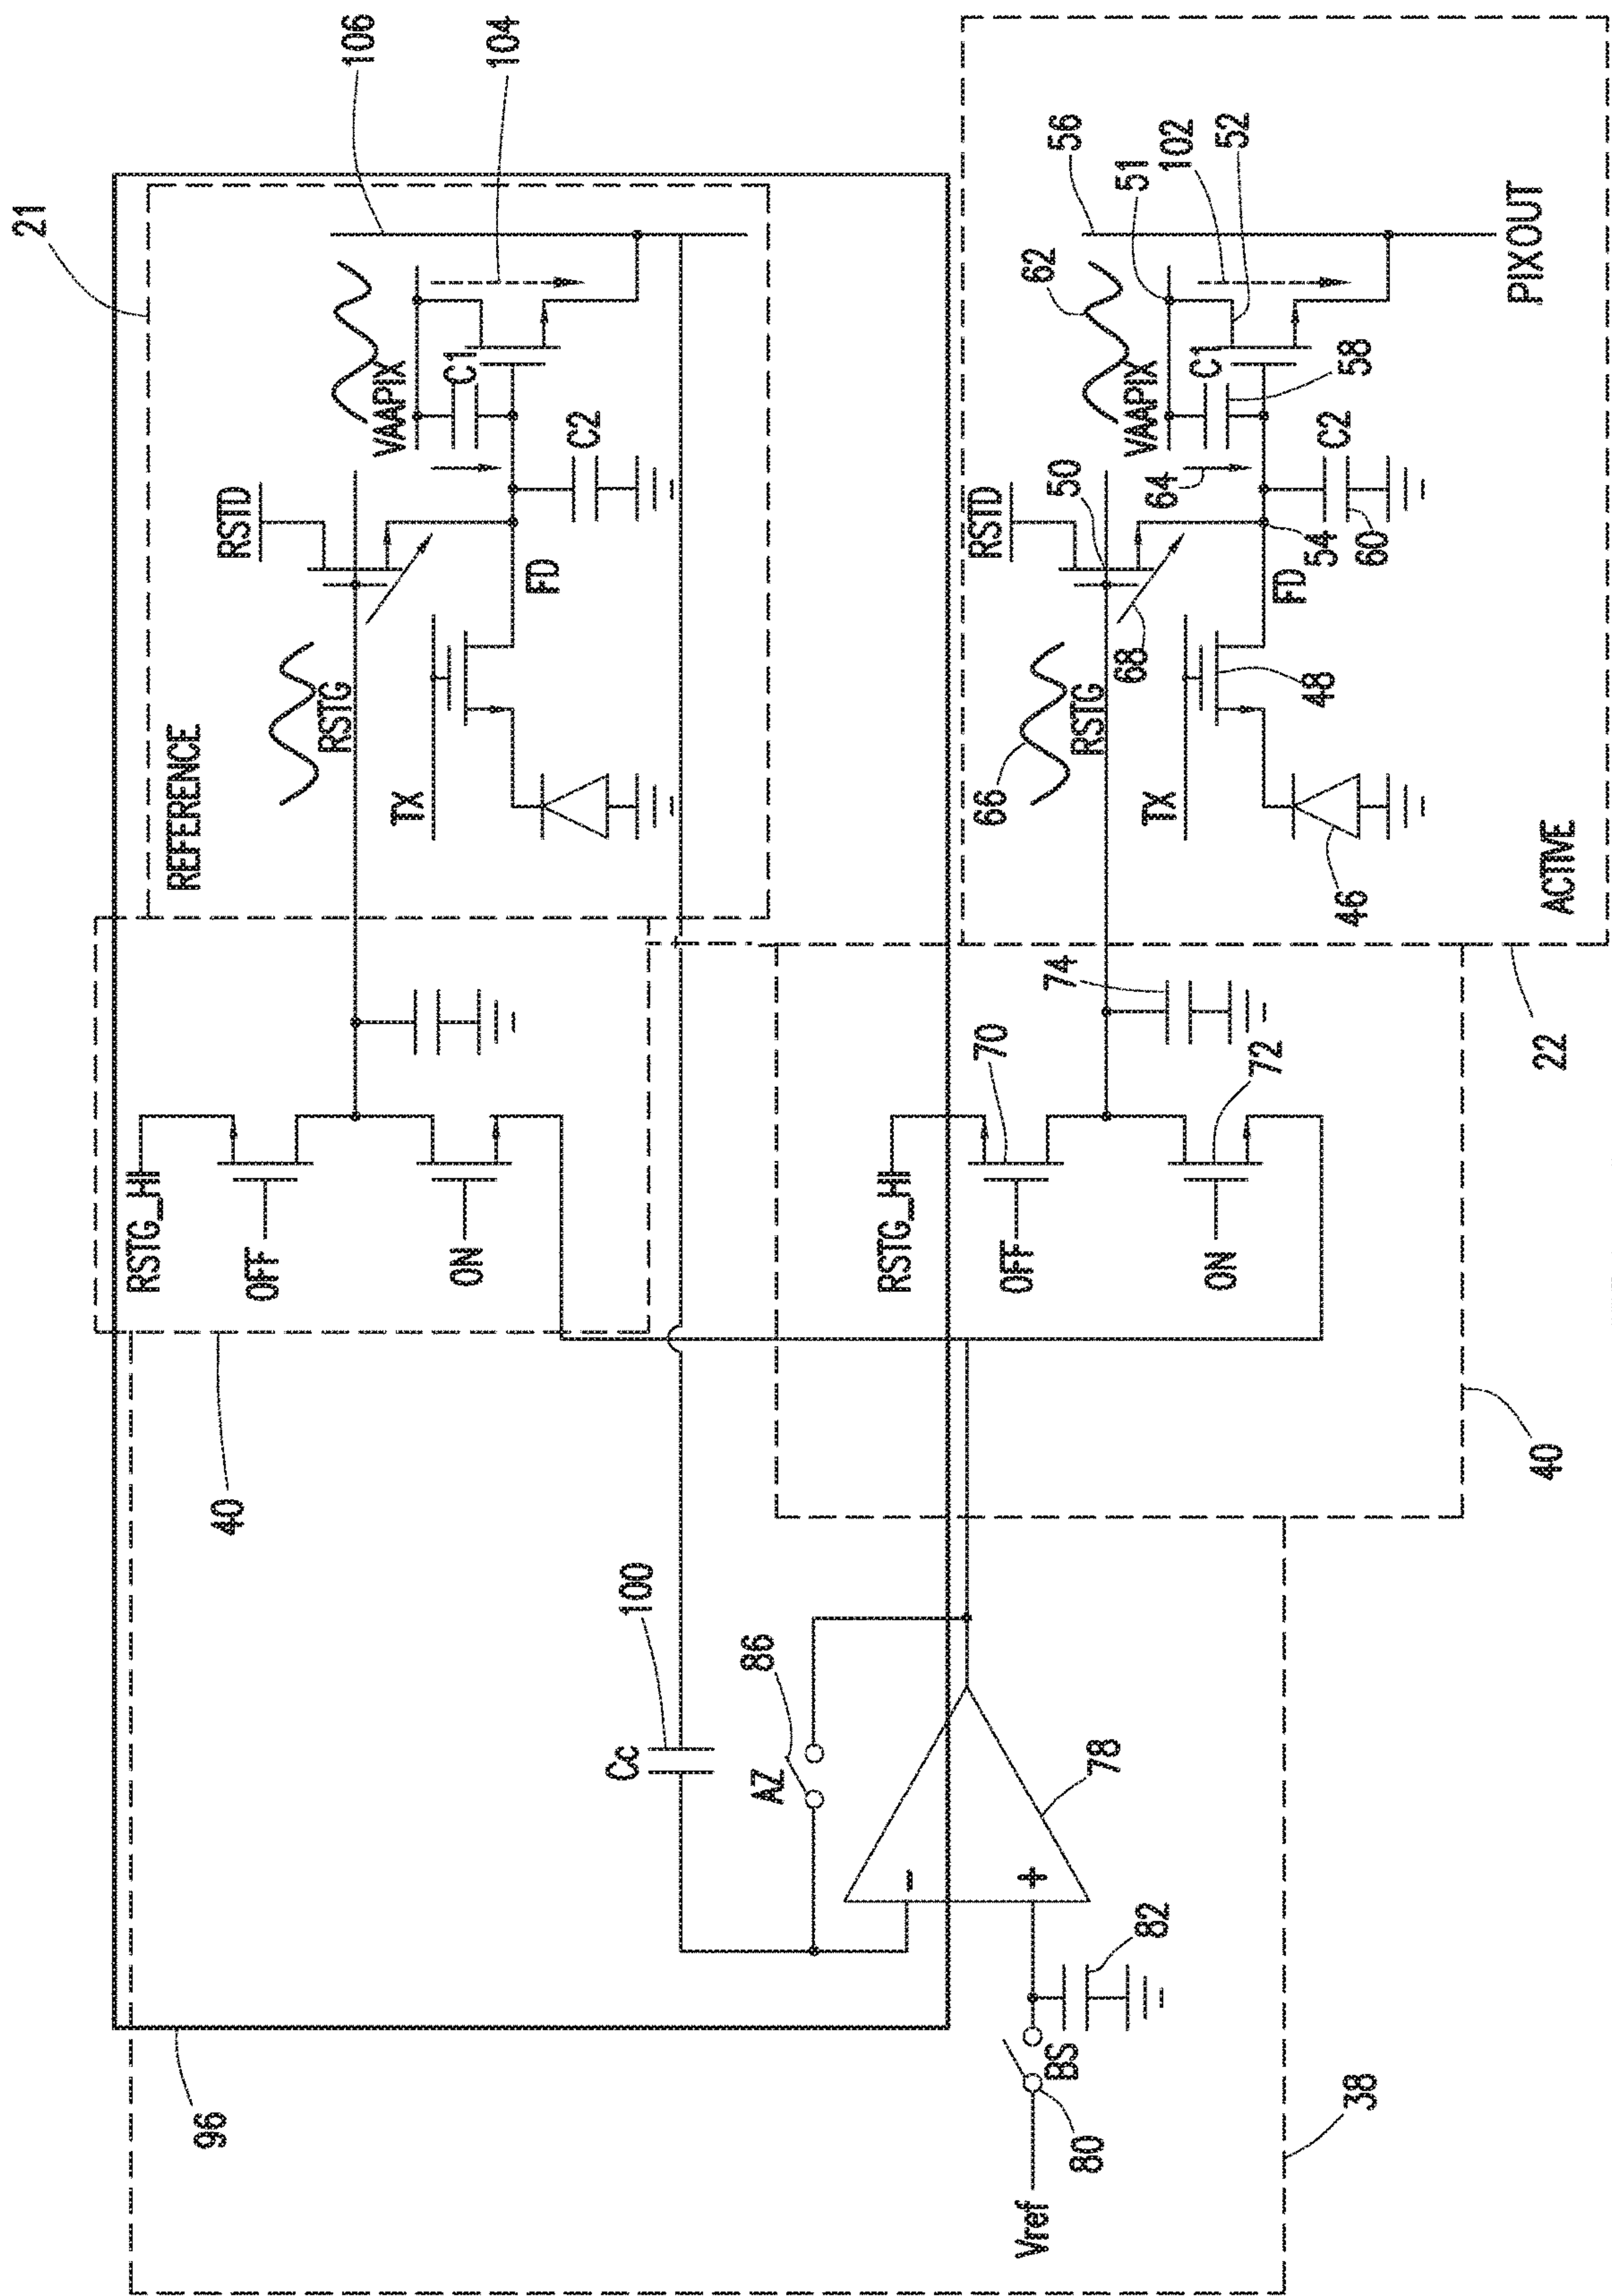 96
38
Vref
80
BS
82
+
-
78
AZ
86
Cc
100
40
40
RSTG_HI
OFF
ON
RSTG_HI
OFF
ON
70
72
74
22
21
REFERENCE
RSTG
RSTD
TX
FD
VAAPIX
C1
C2
106
104
ACTIVE
66
RSTG
RSTD
50
68
TX
46
48
FD
54
64
60
C2
VAAPIX
C1
58
62
56
51
102
52
PIXOUT